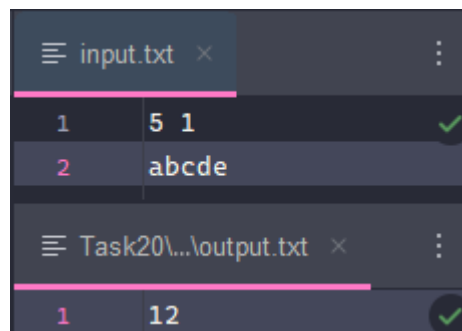 input.txt
1 5 1
2 abcde
Task20\...\output.txt
1 12